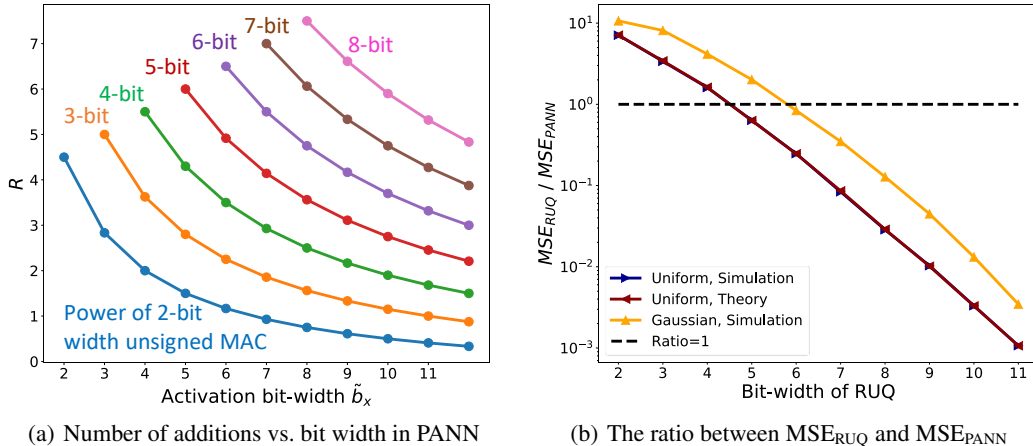 7-bit
6-bit
8-bit
5-bit
4-bit
3-bit
Power of 2-bit
width unsigned MAC
R
7
6
5
4
3
2
1
0
2 3 4 5 6 7 8 9 10 11
Activation bit-width b̃ₓ
(a) Number of additions vs. bit width in PANN
MSE_RUQ / MSE_PANN
10¹
10⁰
10⁻¹
10⁻²
10⁻³
Uniform, Simulation
Uniform, Theory
Gaussian, Simulation
Ratio=1
2 3 4 5 6 7 8 9 10 11
Bit-width of RUQ
(b) The ratio between MSE_RUQ and MSE_PANN